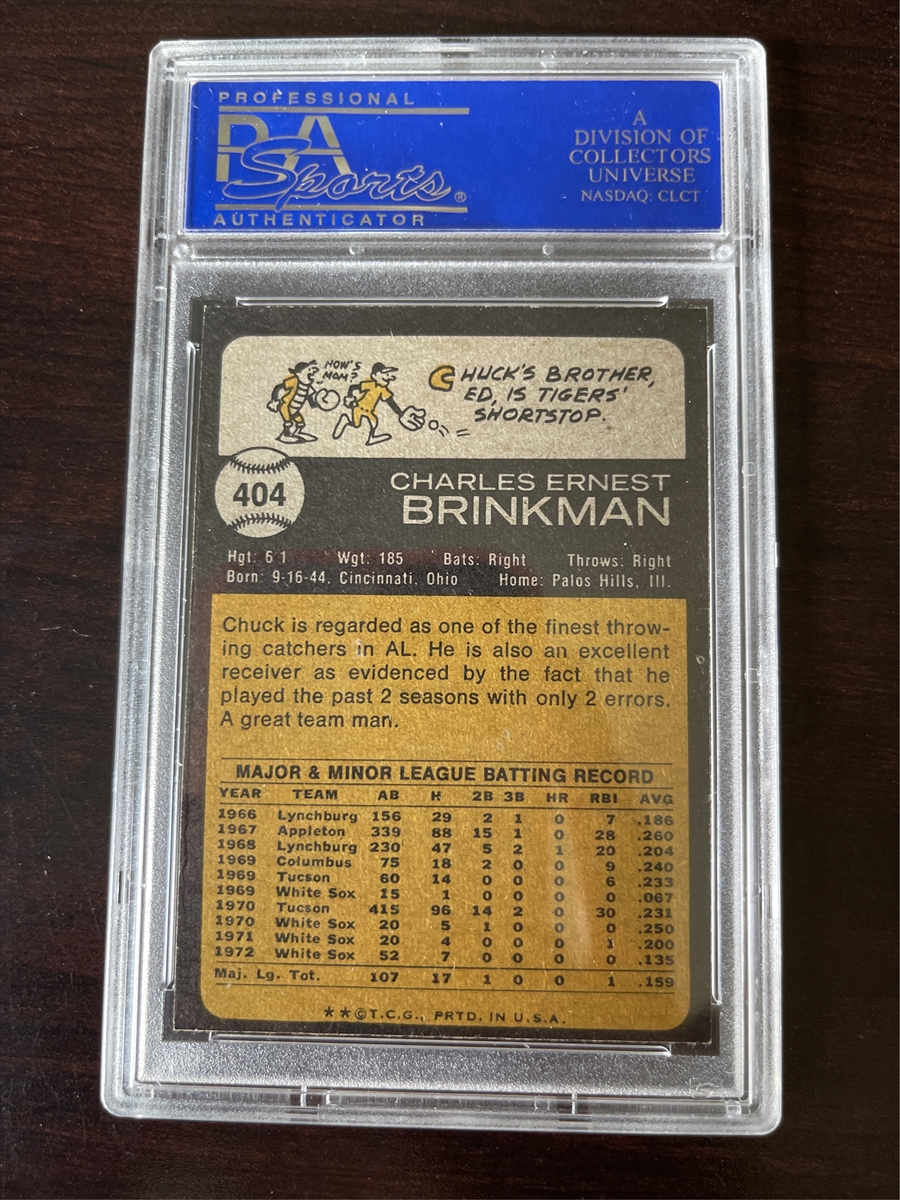 PROFESSIONAL
PSA
Sports®
AUTHENTICATOR
A
DIVISION OF
COLLECTORS
UNIVERSE
NASDAQ: CLCT
HOW'S
MOM?
CHUCK'S BROTHER,
ED, IS TIGERS'
SHORTSTOP.
404
CHARLES ERNEST
BRINKMAN
Hgt: 6 1 Wgt: 185 Bats: Right Throws: Right
Born: 9-16-44, Cincinnati, Ohio Home: Palos Hills, Ill.
Chuck is regarded as one of the finest throw-
ing catchers in AL. He is also an excellent
receiver as evidenced by the fact that he
played the past 2 seasons with only 2 errors.
A great team man.
MAJOR & MINOR LEAGUE BATTING RECORD
YEAR TEAM AB H 2B 3B HR RBI AVG
1966 Lynchburg 156 29 2 1 0 7 .186
1967 Appleton 339 88 15 1 0 28 .260
1968 Lynchburg 230 47 5 2 1 20 .204
1969 Columbus 75 18 2 0 0 9 .240
1969 Tucson 60 14 0 0 0 6 .233
1969 White Sox 15 1 0 0 0 0 .067
1970 Tucson 415 96 14 2 0 30 .231
1970 White Sox 20 5 1 0 0 0 .250
1971 White Sox 20 4 0 0 0 1 .200
1972 White Sox 52 7 0 0 0 0 .135
Maj. Lg. Tot. 107 17 1 0 0 1 .159
**©T.C.G., PRTD. IN U.S.A.